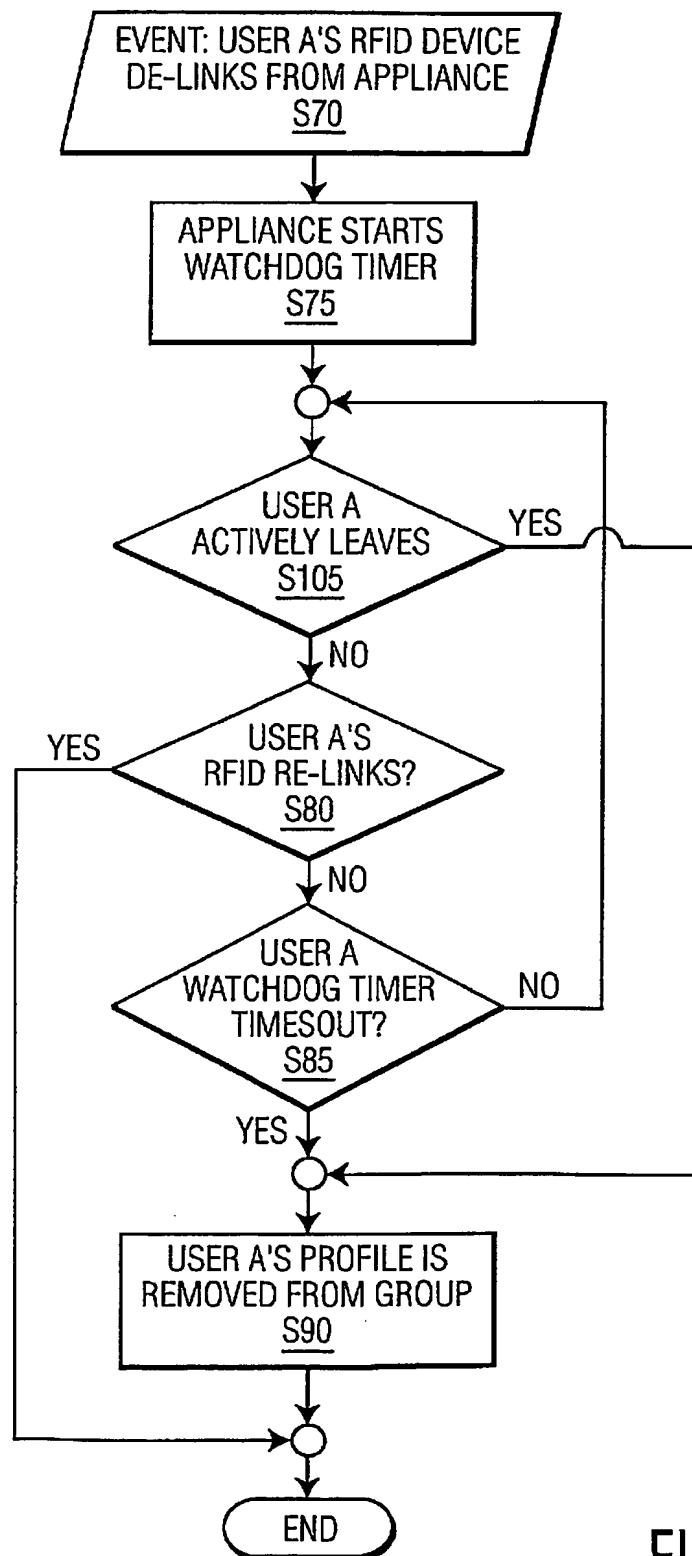 EVENT: USER A'S RFID DEVICE
DE-LINKS FROM APPLIANCE
S70
APPLIANCE STARTS
WATCHDOG TIMER
S75
USER A
ACTIVELY LEAVES
S105
YES
NO
YES
USER A'S
RFID RE-LINKS?
S80
NO
USER A
WATCHDOG TIMER
TIMESOUT?
S85
NO
YES
USER A'S PROFILE IS
REMOVED FROM GROUP
S90
END